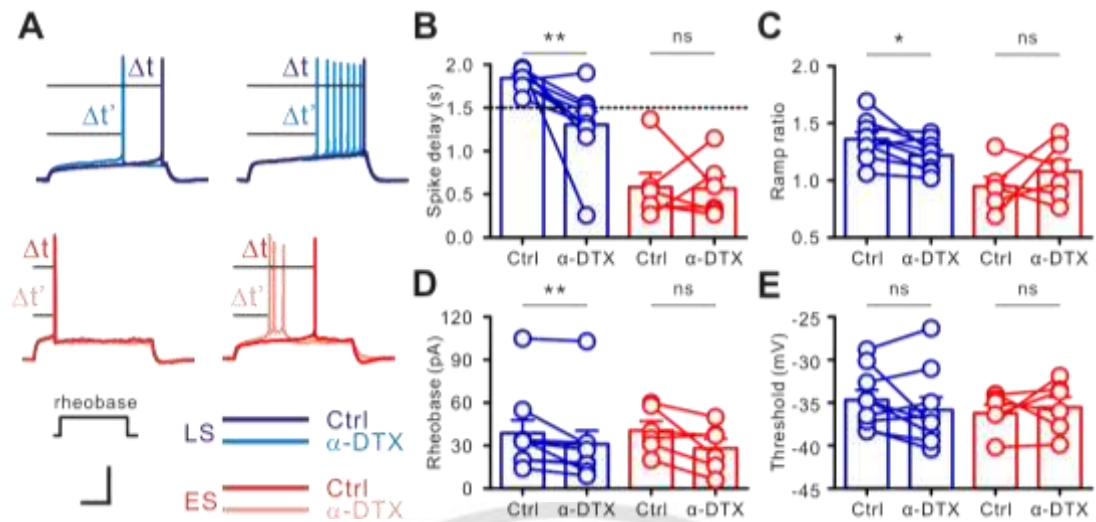 A
Δt
Δt'
Δt
Δt'
Δt
Δt'
Δt
Δt'
rheobase
LS
Ctrl
α-DTX
ES
Ctrl
α-DTX
B
**
ns
Spike delay (s)
2.0
1.5
1.0
0.5
0.0
Ctrl
α-DTX
Ctrl
α-DTX
C
*
ns
Ramp ratio
2.0
1.5
1.0
0.5
Ctrl
α-DTX
Ctrl
α-DTX
D
**
ns
Rheobase (pA)
120
90
60
30
0
Ctrl
α-DTX
Ctrl
α-DTX
E
ns
ns
Threshold (mV)
-25
-30
-35
-40
-45
Ctrl
α-DTX
Ctrl
α-DTX